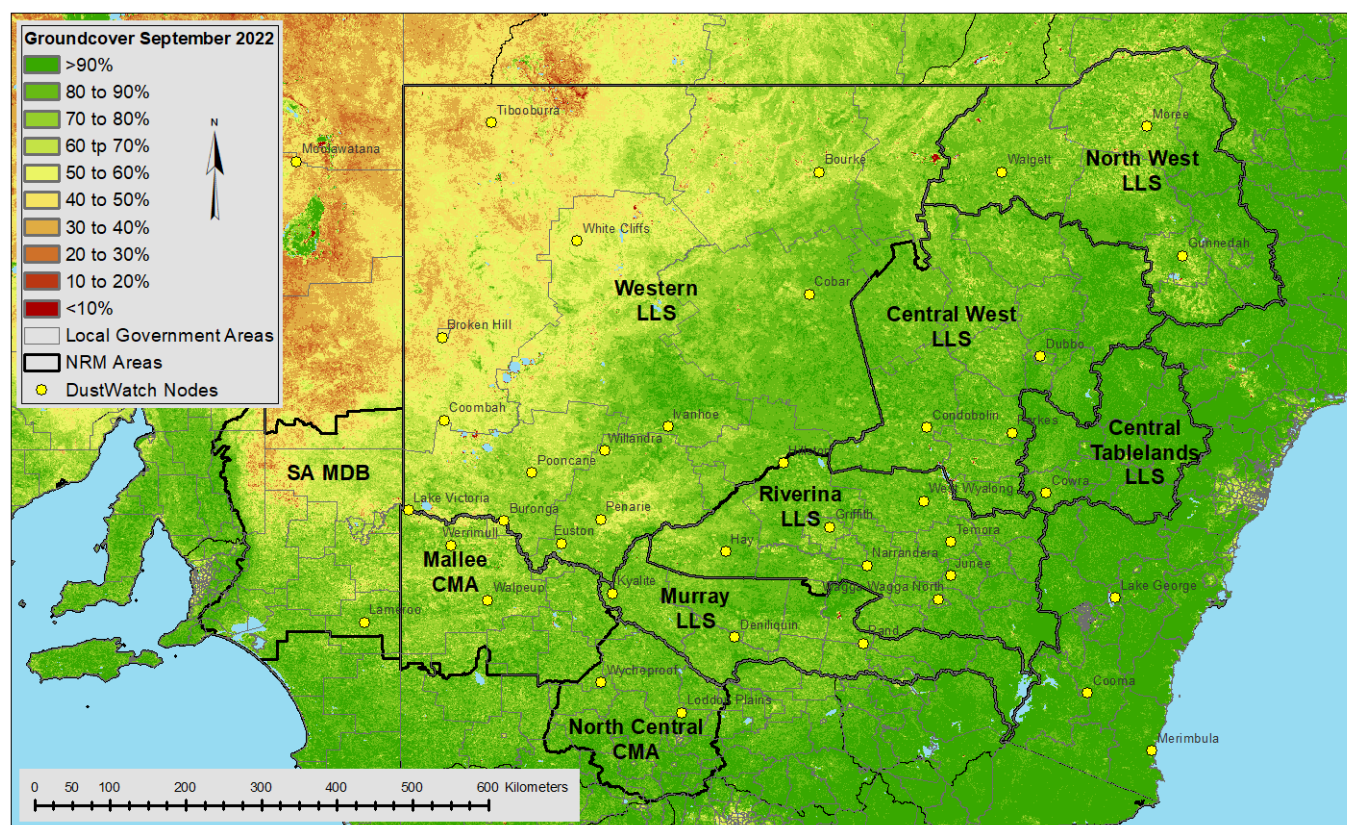 Groundcover September 2022
>90%
80 to 90%
70 to 80%
60 tp 70%
50 to 60%
40 to 50%
30 to 40%
20 to 30%
10 to 20%
<10%
Local Government Areas
NRM Areas
DustWatch Nodes
N
Tibooburra
Moree
Bourke
Walgett
North West
LLS
White Cliffs
Gunnedah
Western
LLS
Cobar
Central West
LLS
Broken Hill
Dubbo
Coombah
Ivanhoe
Condobolin
Central
Tablelands
LLS
Willandra
SA MDB
Pooncarie
Riverina
LLS
West Wyalong
Cowra
Lake Victoria
Buronga
Penarie
Griffith
Werrimull
Euston
Temora
Mallee
CMA
Hay
Narrandera
Junee
Walpeup
Kyalite
Murray
LLS
Wagga Wagga North
Lake George
Lameroo
Deniliquin
Rand
Wycheproof
Cooma
Loddon Plains
North Central
CMA
Merimbula
0 50 100 200 300 400 500 600 Kilometers